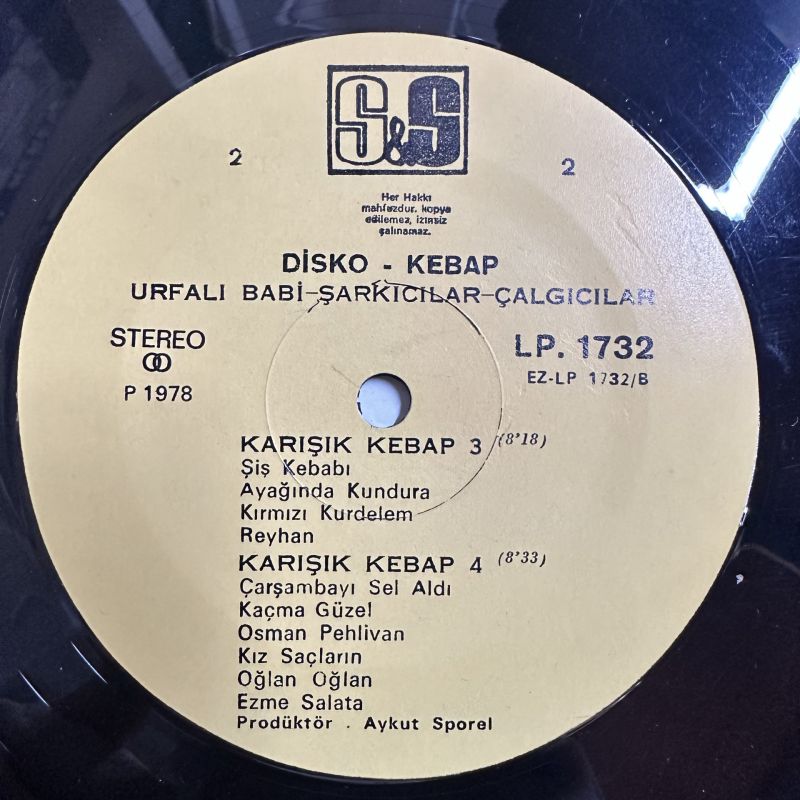 S&S
2 2
Her Hakkı
mahfuzdur. kopya
edilemez, izinsiz
çalınamaz.
DİSKO - KEBAP
URFALI BABİ-ŞARKICILAR-ÇALGICILAR
STEREO
LP. 1732
EZ-LP 1732/B
P 1978
KARIŞIK KEBAP 3 (8'18)
Şiş Kebabı
Ayağında Kundura
Kırmızı Kurdelem
Reyhan
KARIŞIK KEBAP 4 (8'33)
Çarşambayı Sel Aldı
Kaçma Güzel
Osman Pehlivan
Kız Saçların
Oğlan Oğlan
Ezme Salata
Prodüktör . Aykut Sporel